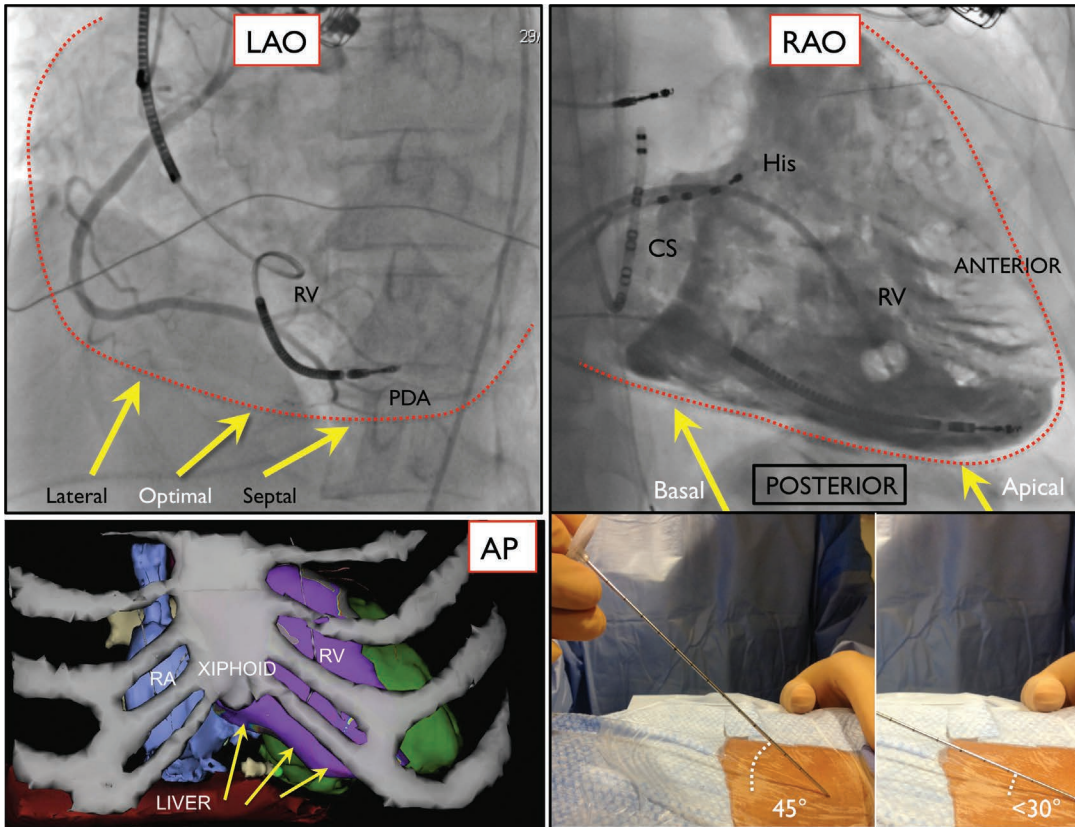 LAO
29/
RV
PDA
Lateral
Optimal
Septal
RAO
His
CS
ANTERIOR
RV
Basal
POSTERIOR
Apical
AP
XIPHOID
RA
RV
LIVER
45°
<30°